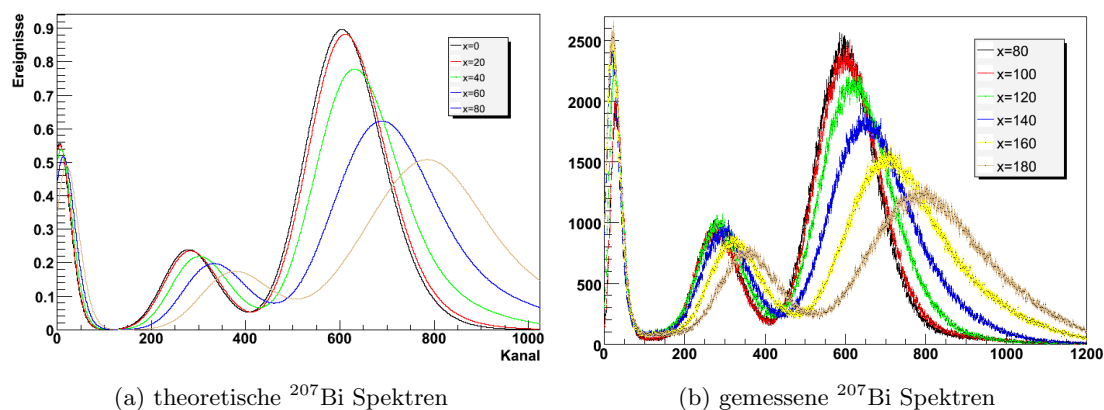 Ereignisse
0.9
0.8
0.7
0.6
0.5
0.4
0.3
0.2
0.1
0
0 200 400 600 800 1000
Kanal
x=0
x=20
x=40
x=60
x=80
(a) theoretische ²⁰⁷Bi Spektren
2500
2000
1500
1000
500
0
0 200 400 600 800 1000 1200
x=80
x=100
x=120
x=140
x=160
x=180
(b) gemessene ²⁰⁷Bi Spektren